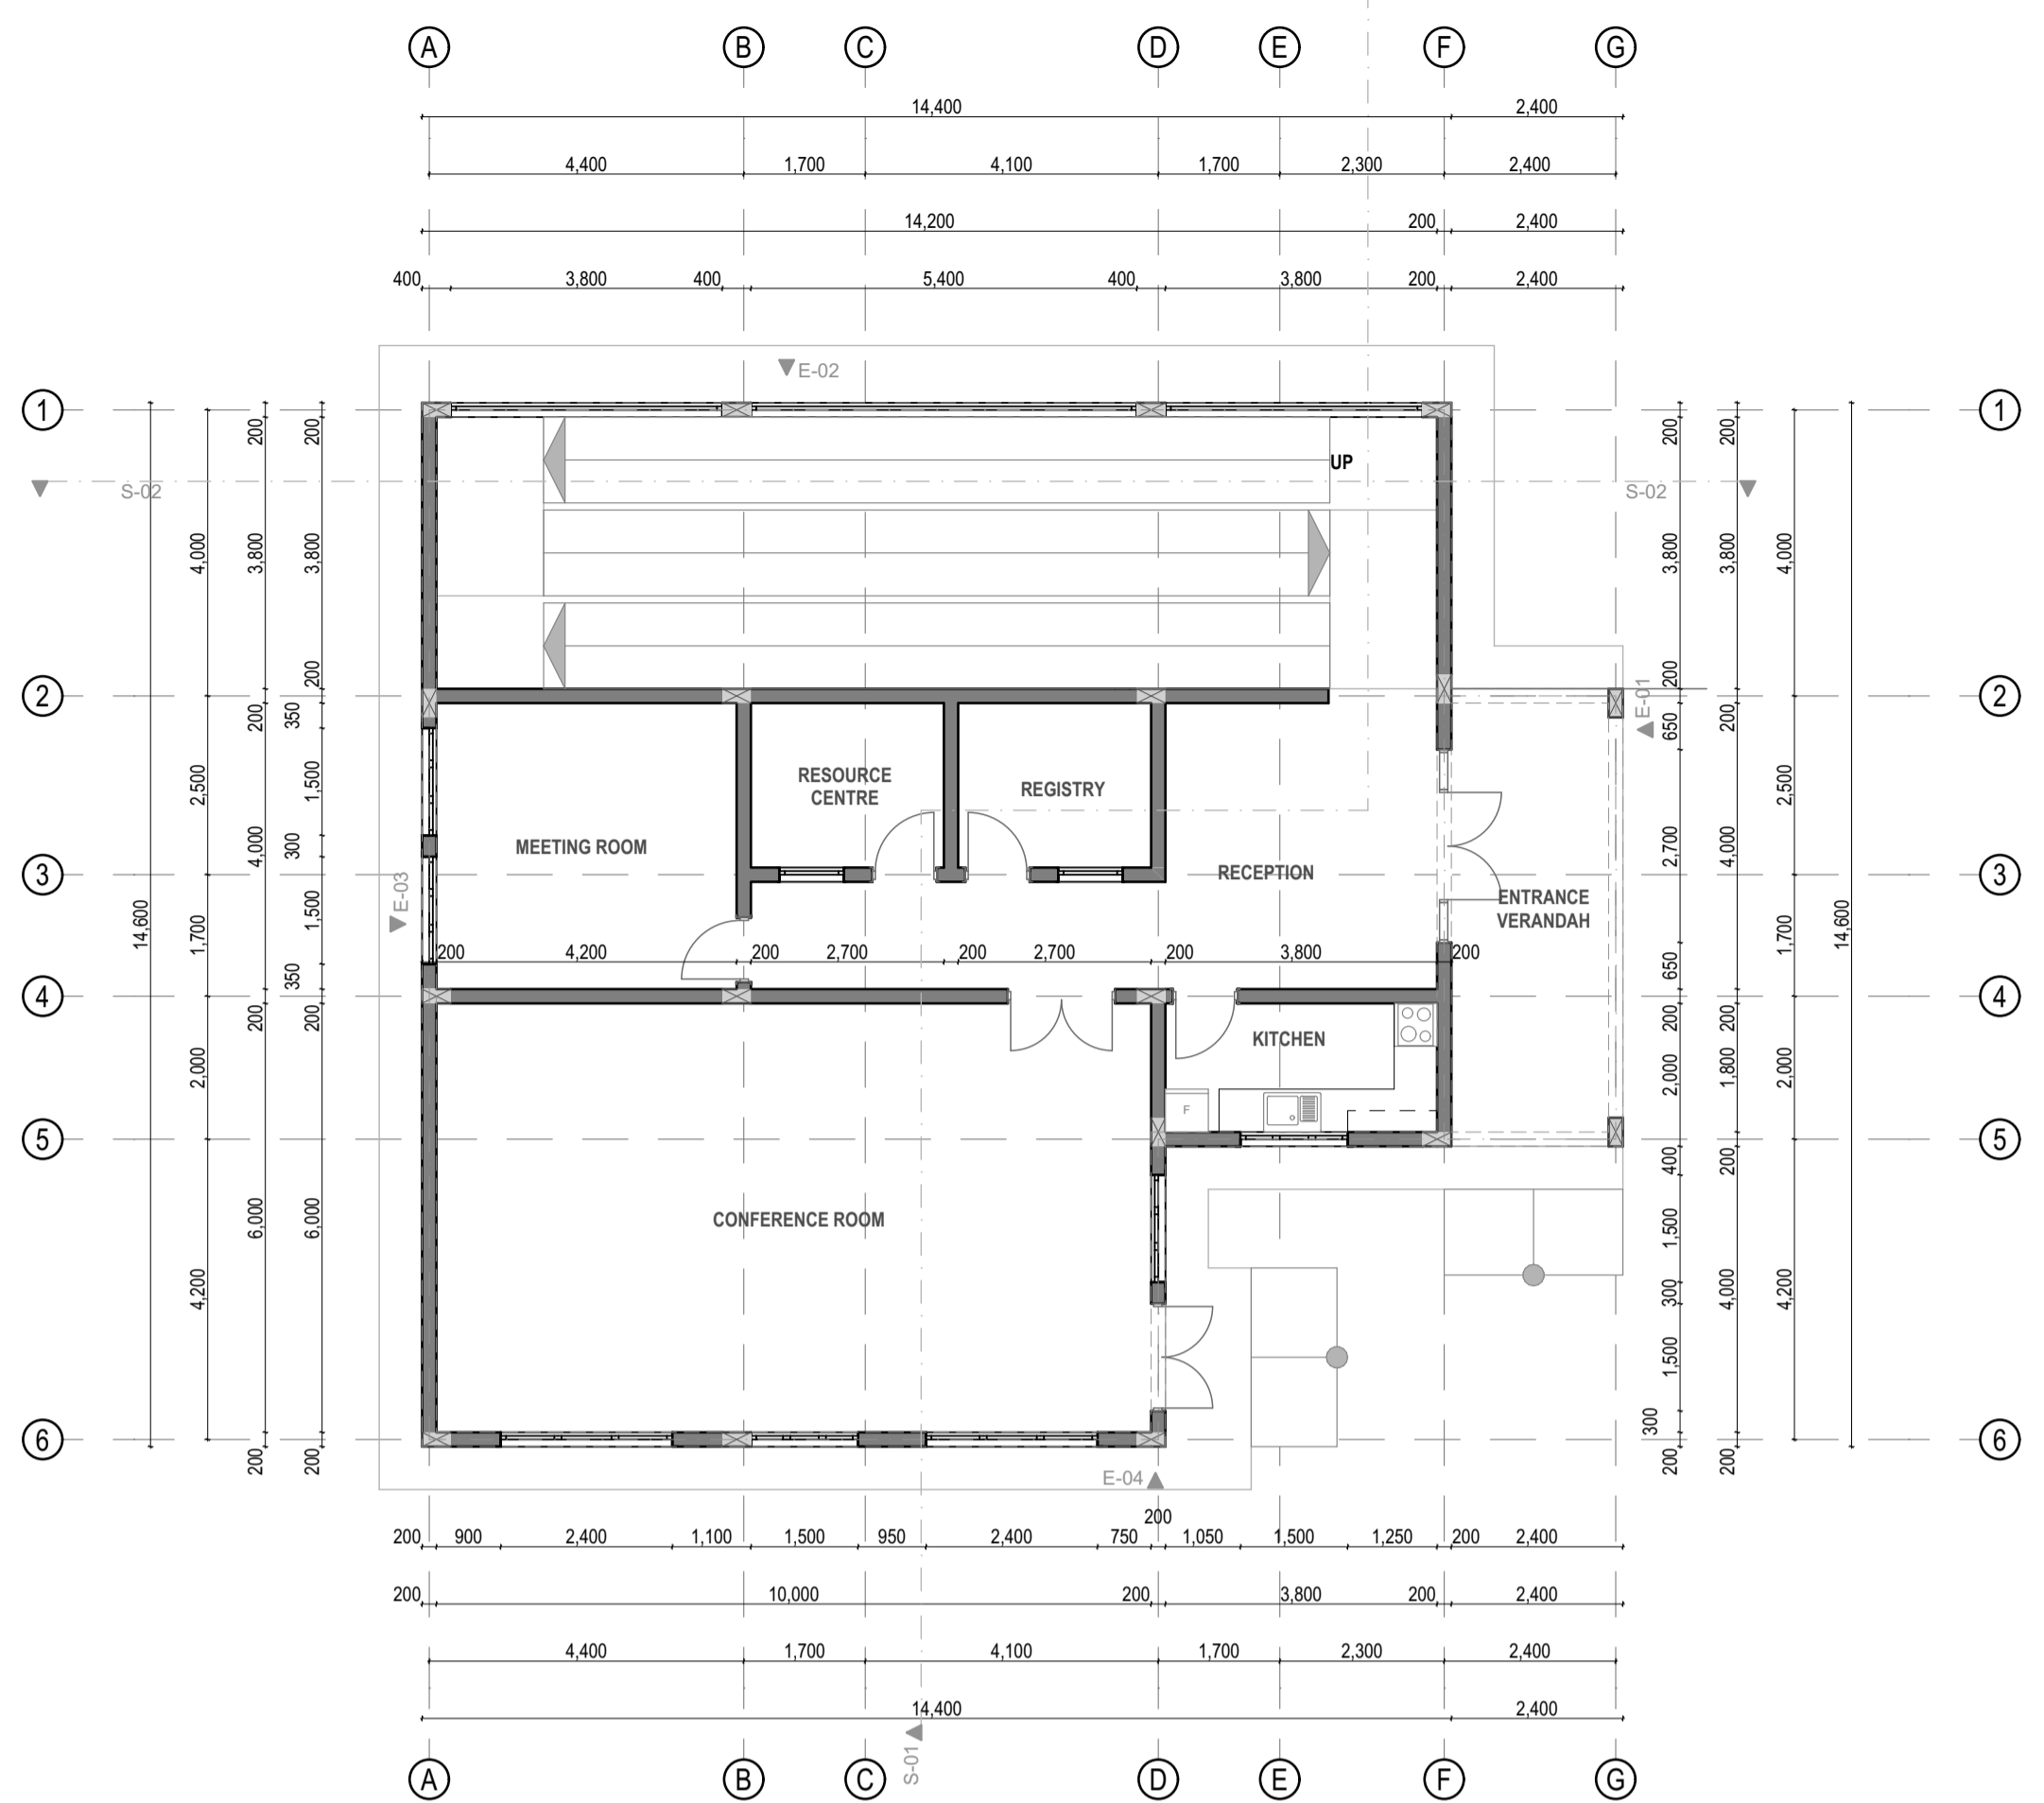 A B C D E F G
14,400 2,400
4,400 1,700 4,100 1,700 2,300 2,400
14,200 200 2,400
400 3,800 400 5,400 400 3,800 200 2,400
E-02
1 1
200 200 200 200
UP
S-02 S-02
4,000 3,800 3,800 3,800 3,800 4,000
200 200
E-01
2 2
200 350 650 200
RESOURCE
CENTRE
REGISTRY
2,500 1,500 2,500
MEETING ROOM
4,000 300 2,700 4,000
3 3
RECEPTION
E-03
ENTRANCE
VERANDAH
14,600 1,700 1,500 1,700 14,600
200 4,200 200 2,700 200 2,700 200 3,800 200
350 650
4 4
200 200 200 200
KITCHEN
2,000 2,000 1,800 2,000
F
5 5
400 200
6,000 6,000 1,500
CONFERENCE ROOM
4,200 300 4,000 4,200
1,500
300
6 6
200 200 200 200
E-04
200
200 900 2,400 1,100 1,500 950 2,400 750 1,050 1,500 1,250 200 2,400
200 10,000 200 3,800 200 2,400
4,400 1,700 4,100 1,700 2,300 2,400
14,400 2,400
S-01
A B C D E F G